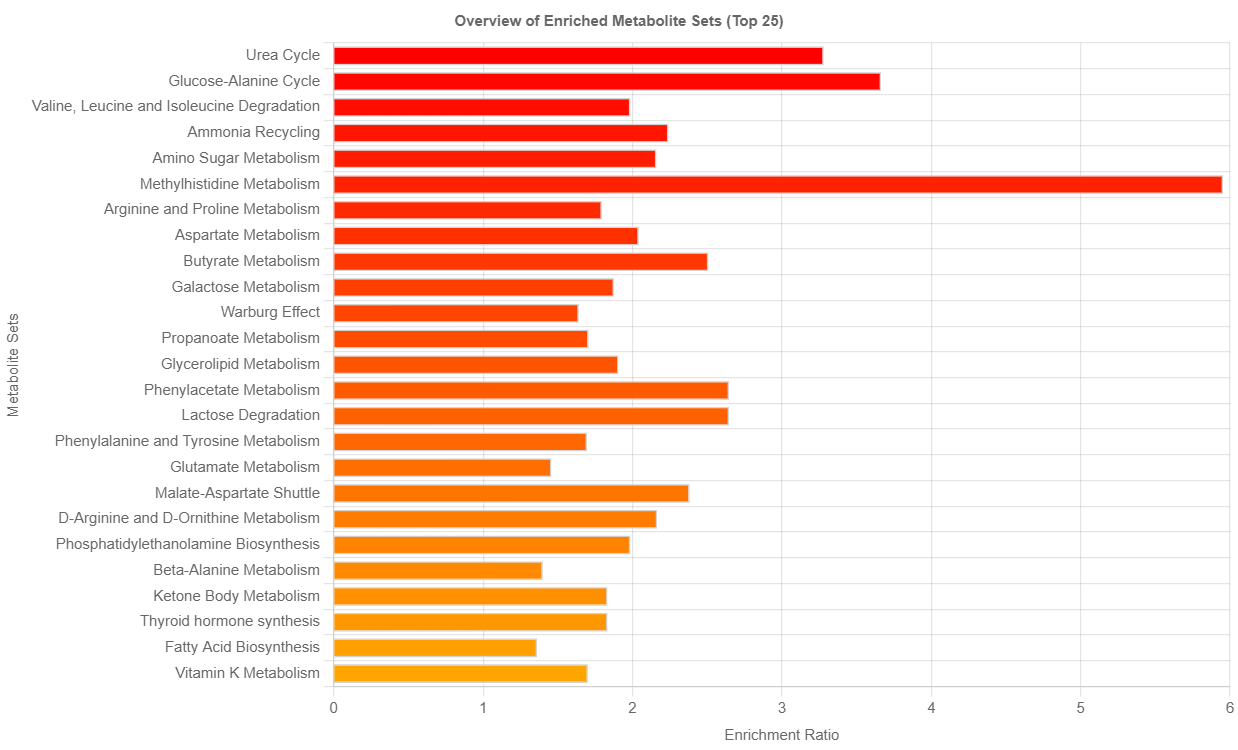 Overview of Enriched Metabolite Sets (Top 25)
Metabolite Sets
Urea Cycle
Glucose-Alanine Cycle
Valine, Leucine and Isoleucine Degradation
Ammonia Recycling
Amino Sugar Metabolism
Methylhistidine Metabolism
Arginine and Proline Metabolism
Aspartate Metabolism
Butyrate Metabolism
Galactose Metabolism
Warburg Effect
Propanoate Metabolism
Glycerolipid Metabolism
Phenylacetate Metabolism
Lactose Degradation
Phenylalanine and Tyrosine Metabolism
Glutamate Metabolism
Malate-Aspartate Shuttle
D-Arginine and D-Ornithine Metabolism
Phosphatidylethanolamine Biosynthesis
Beta-Alanine Metabolism
Ketone Body Metabolism
Thyroid hormone synthesis
Fatty Acid Biosynthesis
Vitamin K Metabolism
0 1 2 3 4 5 6
Enrichment Ratio